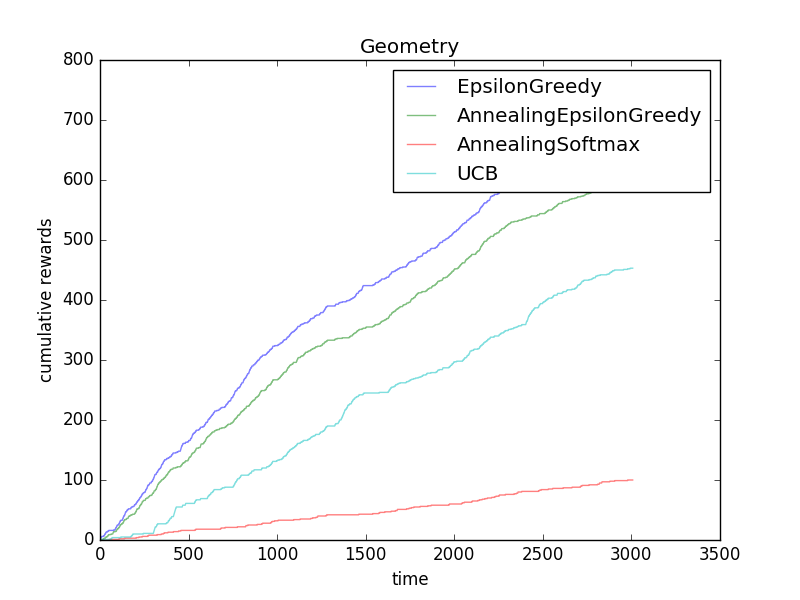 Geometry
800
700
600
500
400
300
200
100
0
cumulative rewards
EpsilonGreedy
AnnealingEpsilonGreedy
AnnealingSoftmax
UCB
0 500 1000 1500 2000 2500 3000 3500
time